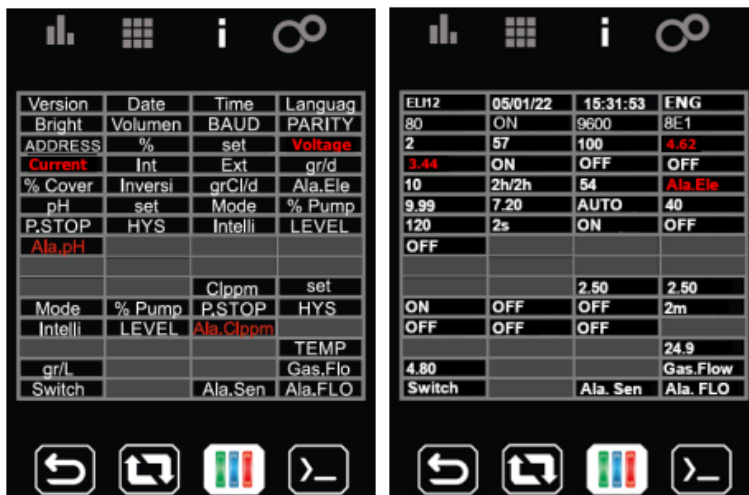 Version Date Time Languag
Bright Volumen BAUD PARITY
ADDRESS % set Voltage
Current Int Ext gr/d
% Cover Inversi grCl/d Ala.Ele
pH set Mode % Pump
P.STOP HYS Intelli LEVEL
Ala.pH
Clppm set
Mode % Pump P.STOP HYS
Intelli LEVEL Ala.Clppm
TEMP
gr/L Gas.Flo
Switch Ala.Sen Ala.FLO
ELM2 05/01/22 15:31:53 ENG
80 ON 9600 8E1
2 57 100 4.62
3.44 ON OFF OFF
10 2h/2h 54 Ala.Ele
9.99 7.20 AUTO 40
120 2s ON OFF
OFF
2.50 2.50
ON OFF OFF 2m
OFF OFF OFF
24.9
4.80 Gas.Flow
Switch Ala. Sen Ala. FLO